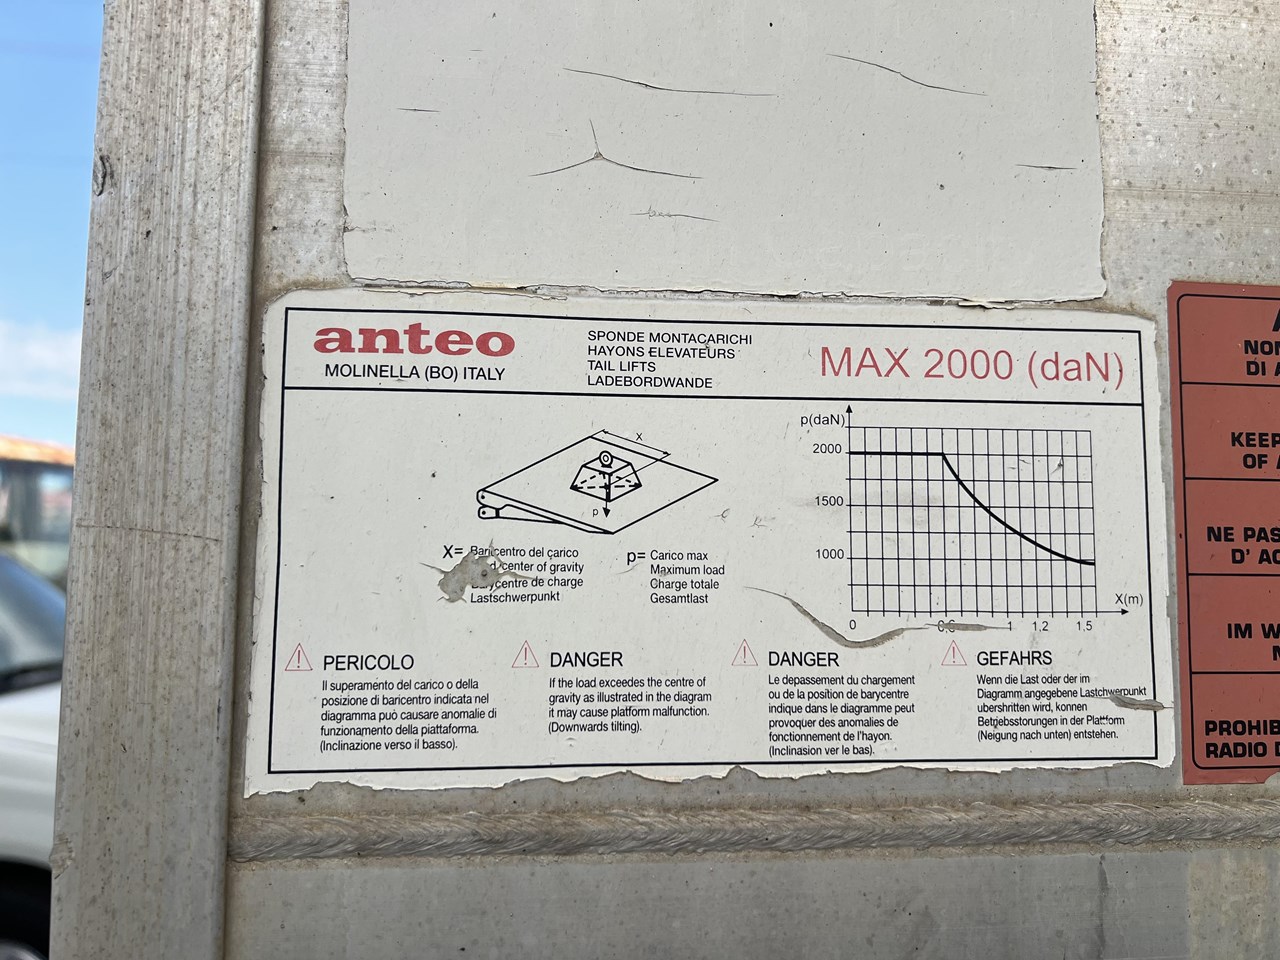 anteo
MOLINELLA (BO) ITALY
SPONDE MONTACARICHI
HAYONS ELEVATEURS
TAIL LIFTS
LADEBORDWANDE
MAX 2000 (daN)
X
P
p(daN)
2000
1500
1000
0
1
1,2
1,5
X(m)
X= Baricentro del carico
center of gravity
Barycentre de charge
Lastschwerpunkt
p= Carico max
Maximum load
Charge totale
Gesamtlast
PERICOLO
Il superamento del carico o della
posizione di baricentro indicata nel
diagramma può causare anomalie di
funzionamento della piattaforma.
(Inclinazione verso il basso).
DANGER
If the load exceedes the centre of
gravity as illustrated in the diagram
it may cause platform malfunction.
(Downwards tilting).
DANGER
Le depassement du chargement
ou de la position de barycentre
indique dans le diagramme peut
provoquer des anomalies de
fonctionnement de l'hayon.
(Inclinasion ver le bas).
GEFAHRS
Wenn die Last oder der im
Diagramm angegebene Lastchwerpunkt
ubershritten wird, konnen
Betriebsstorungen in der Plattform
(Neigung nach unten) entstehen.
NON
DI A
KEEP
OF A
NE PAS
D' AC
IM W
PROHIB
RADIO D